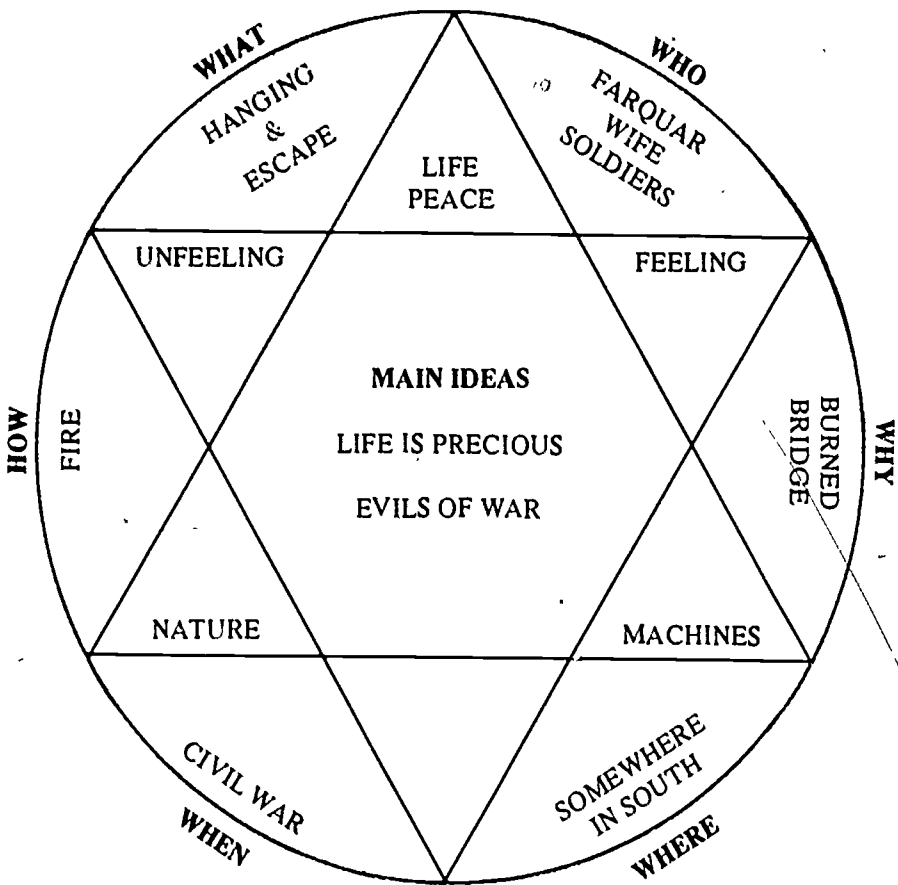 WHAT
HANGING
&
ESCAPE
WHO
FARQUAR
WIFE
SOLDIERS
LIFE
PEACE
UNFEELING
FEELING
HOW
FIRE
MAIN IDEAS
LIFE IS PRECIOUS
EVILS OF WAR
WHY
BURNED
BRIDGE
NATURE
MACHINES
CIVIL WAR
WHEN
SOMEWHERE
IN SOUTH
WHERE